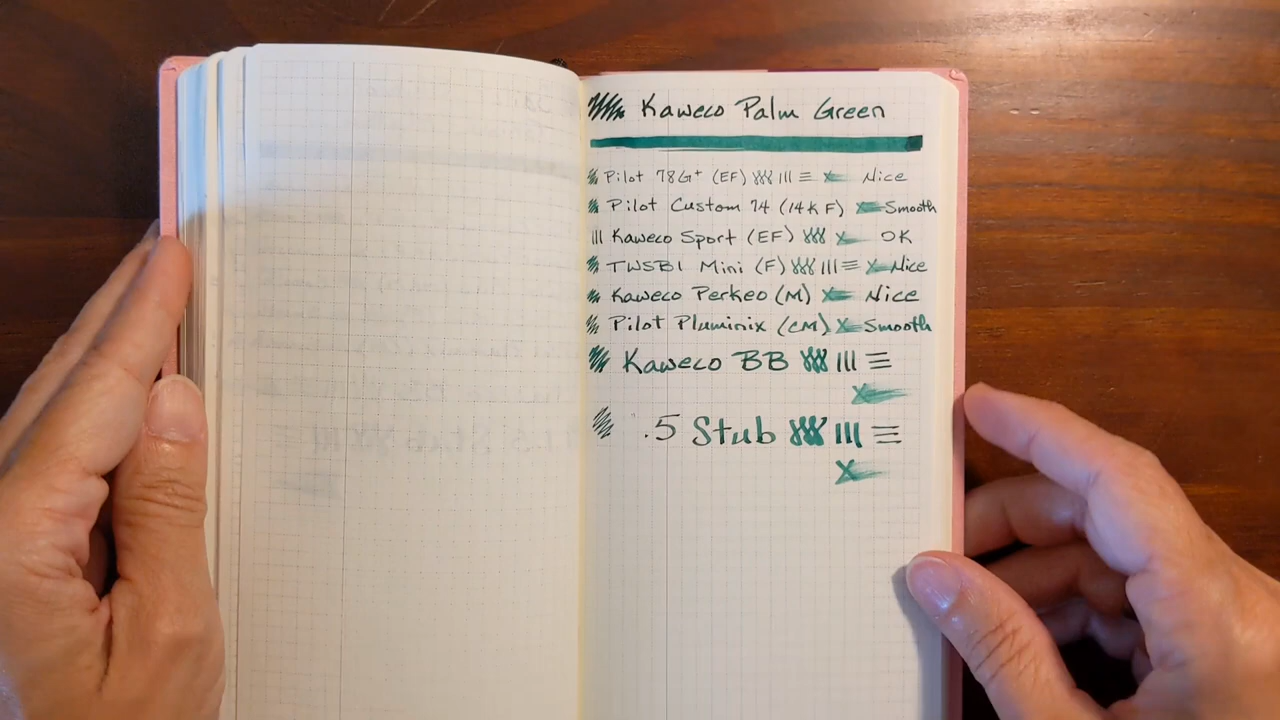 Kaweco Palm Green
Pilot 78G+ (EF) Nice
Pilot Custom 74 (14K F) Smooth
Kaweco Sport (EF) OK
TWSBI Mini (F) Nice
Kaweco Perkeo (M) Nice
Pilot Pluminix (CM) Smooth
Kaweco BB
.5 Stub